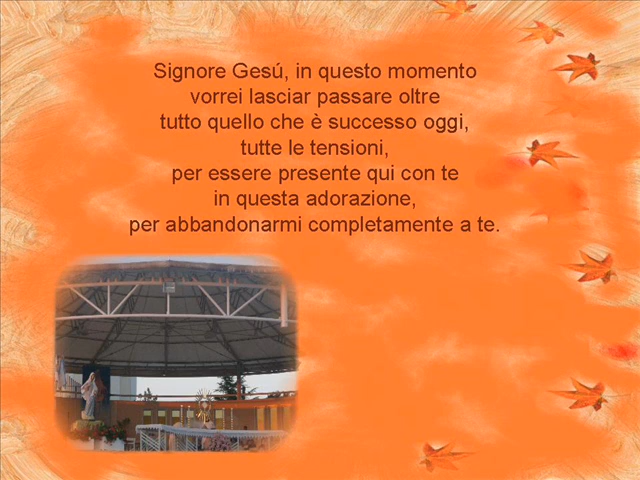 Signore Gesú, in questo momento
vorrei lasciar passare oltre
tutto quello che è successo oggi,
tutte le tensioni,
per essere presente qui con te
in questa adorazione,
per abbandonarmi completamente a te.